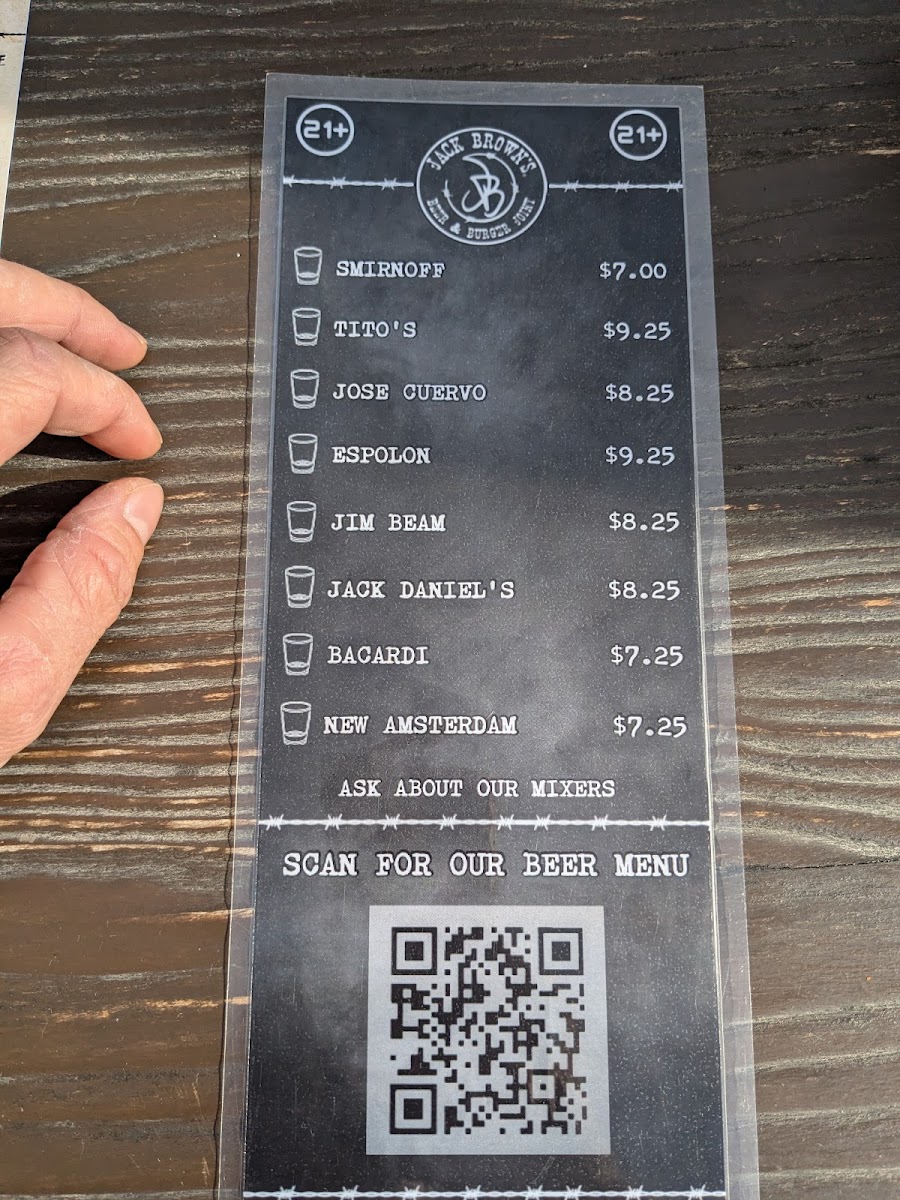 21+
21+
JACK BROWN'S
JB
BEER & BURGER JOINT
SMIRNOFF $7.00
TITO'S $9.25
JOSE CUERVO $8.25
ESPOLON $9.25
JIM BEAM $8.25
JACK DANIEL'S $8.25
BACARDI $7.25
NEW AMSTERDAM $7.25
ASK ABOUT OUR MIXERS
SCAN FOR OUR BEER MENU